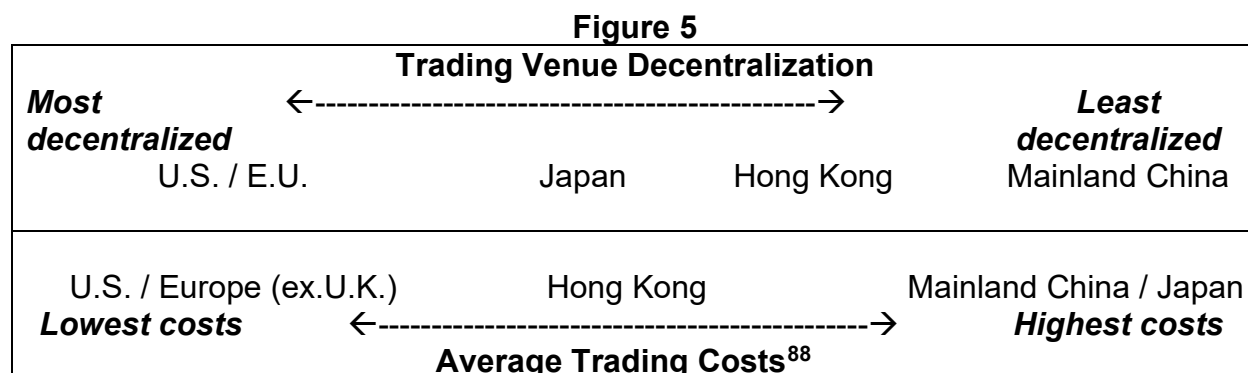 Figure 5
Trading Venue Decentralization
Most ←-----------------------------------------------→ Least
decentralized decentralized
U.S. / E.U. Japan Hong Kong Mainland China
U.S. / Europe (ex.U.K.) Hong Kong Mainland China / Japan
Lowest costs ←----------------------------------------------→ Highest costs
Average Trading Costs88